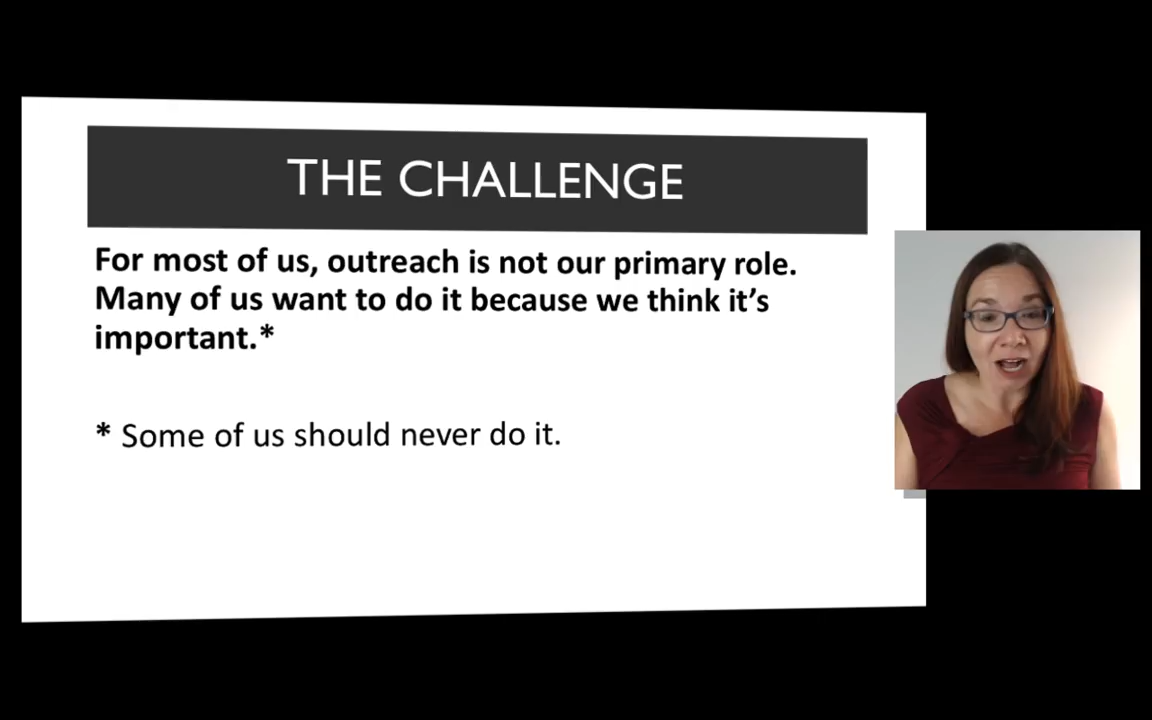 THE CHALLENGE
For most of us, outreach is not our primary role.
Many of us want to do it because we think it’s
important.*
* Some of us should never do it.